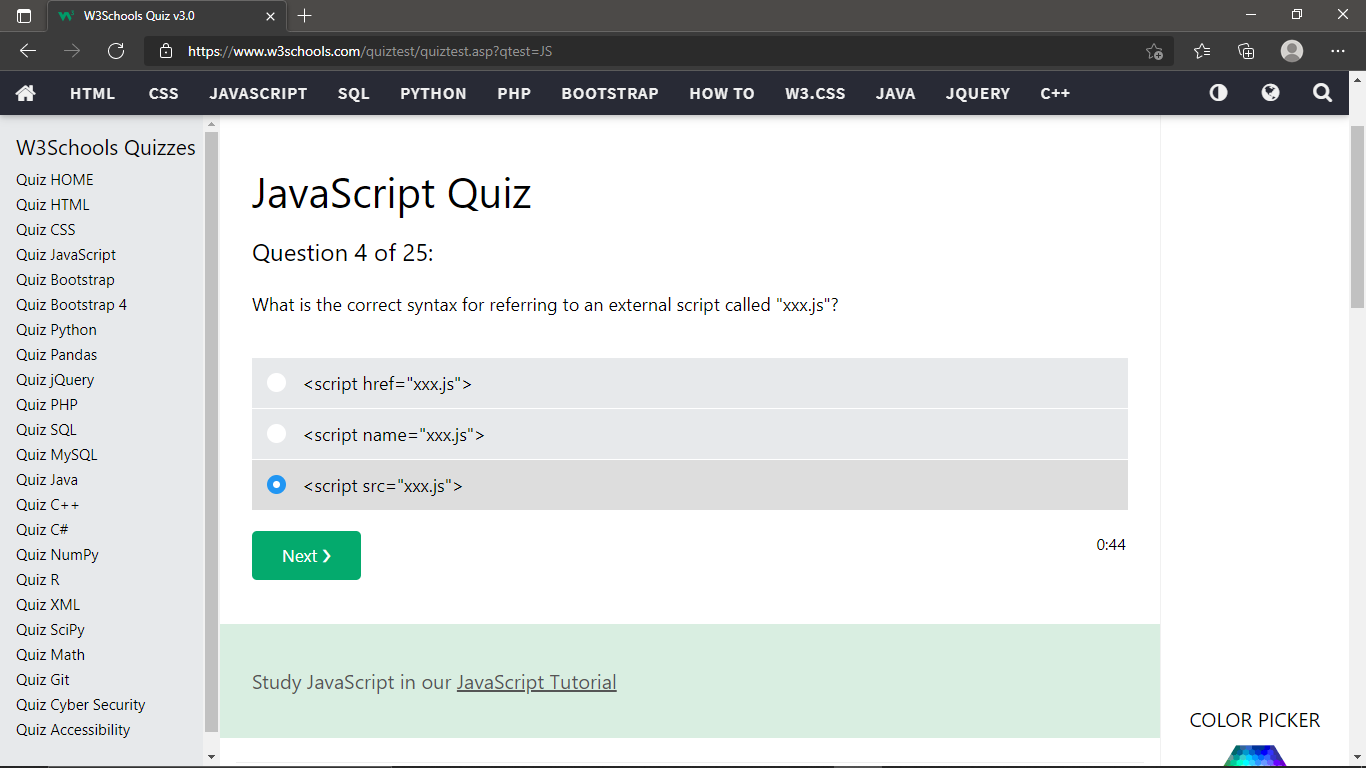 W3Schools Quiz v3.0
https://www.w3schools.com/quiztest/quiztest.asp?qtest=JS
HTML CSS JAVASCRIPT SQL PYTHON PHP BOOTSTRAP HOW TO W3.CSS JAVA JQUERY C++
W3Schools Quizzes
Quiz HOME
Quiz HTML
Quiz CSS
Quiz JavaScript
Quiz Bootstrap
Quiz Bootstrap 4
Quiz Python
Quiz Pandas
Quiz jQuery
Quiz PHP
Quiz SQL
Quiz MySQL
Quiz Java
Quiz C++
Quiz C#
Quiz NumPy
Quiz R
Quiz XML
Quiz SciPy
Quiz Math
Quiz Git
Quiz Cyber Security
Quiz Accessibility
JavaScript Quiz
Question 4 of 25:
What is the correct syntax for referring to an external script called "xxx.js"?
<script href="xxx.js">
<script name="xxx.js">
<script src="xxx.js">
Next ❯
0:44
Study JavaScript in our JavaScript Tutorial
COLOR PICKER